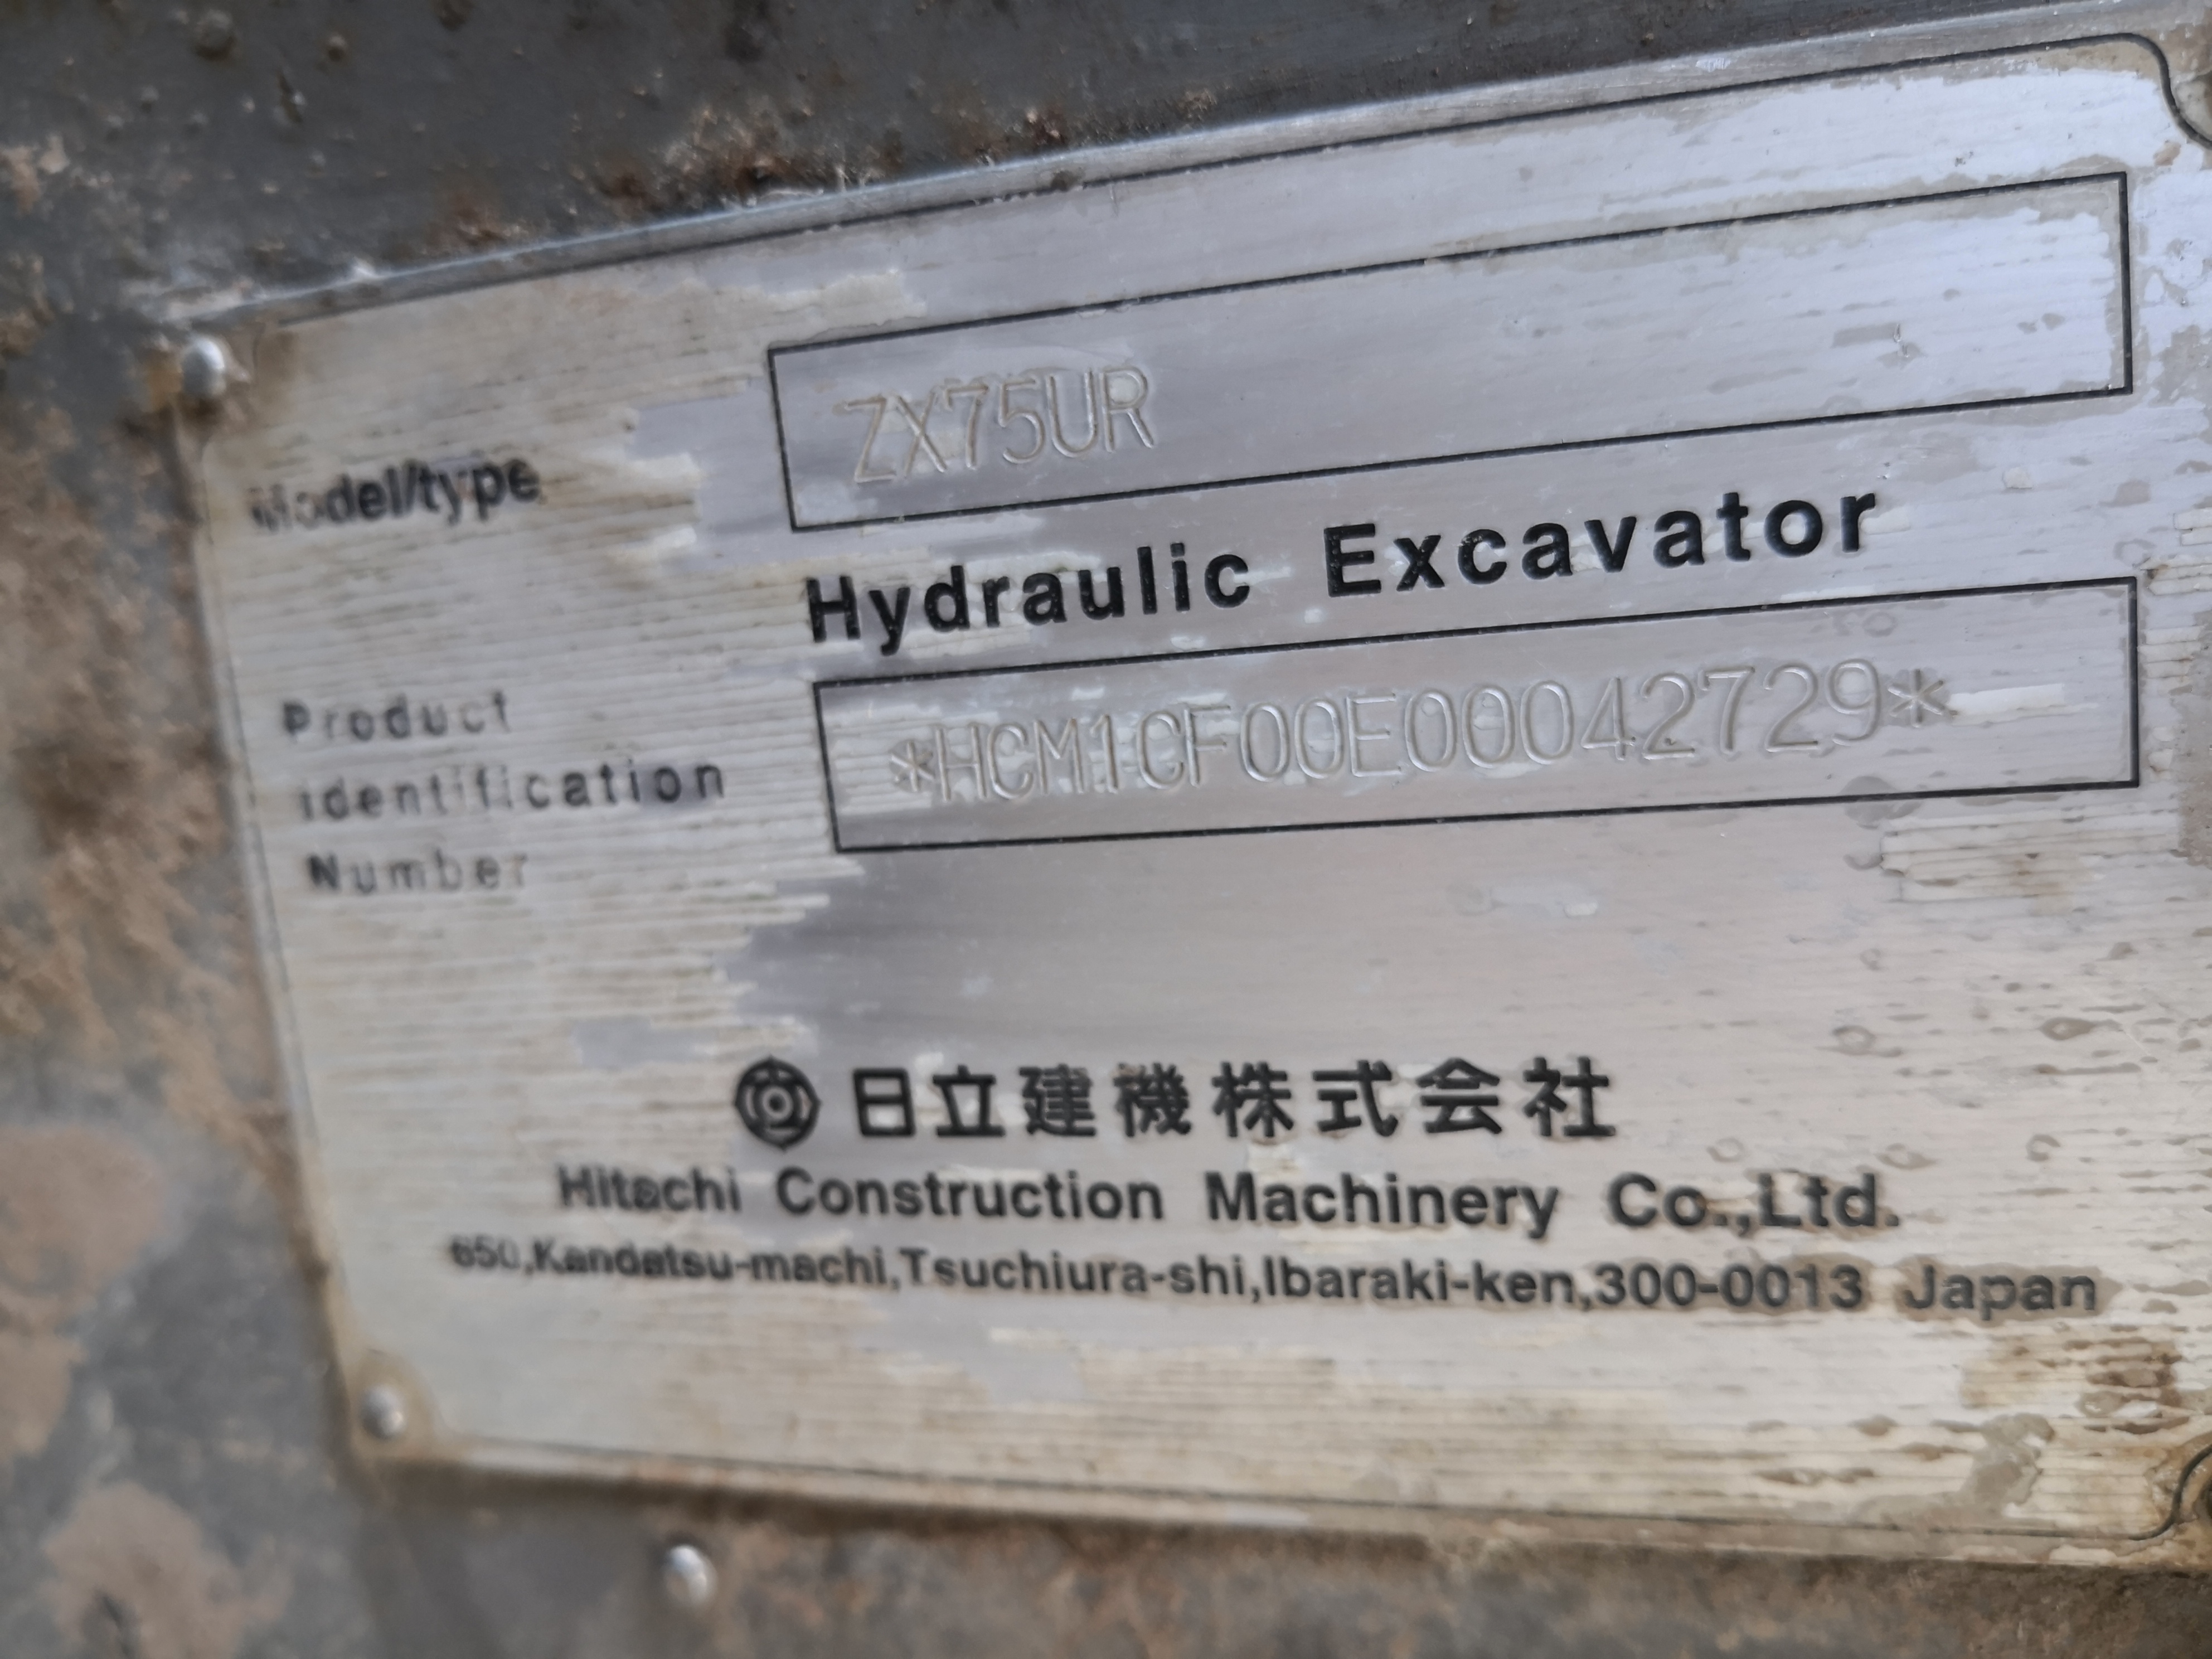 Model/type
ZX75UR
Hydraulic Excavator
Product
identification
Number
*HCM1CF00E00042729*
日立建機株式会社
Hitachi Construction Machinery Co.,Ltd.
650,Kandatsu-machi,Tsuchiura-shi,Ibaraki-ken,300-0013 Japan